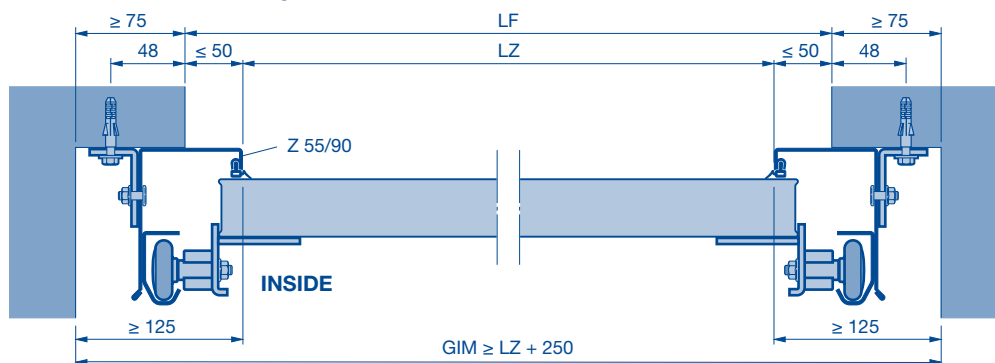 ≥ 75 LF ≥ 75
48 ≤ 50 LZ ≤ 50 48
Z 55/90
INSIDE
≥ 125 ≥ 125
GIM ≥ LZ + 250